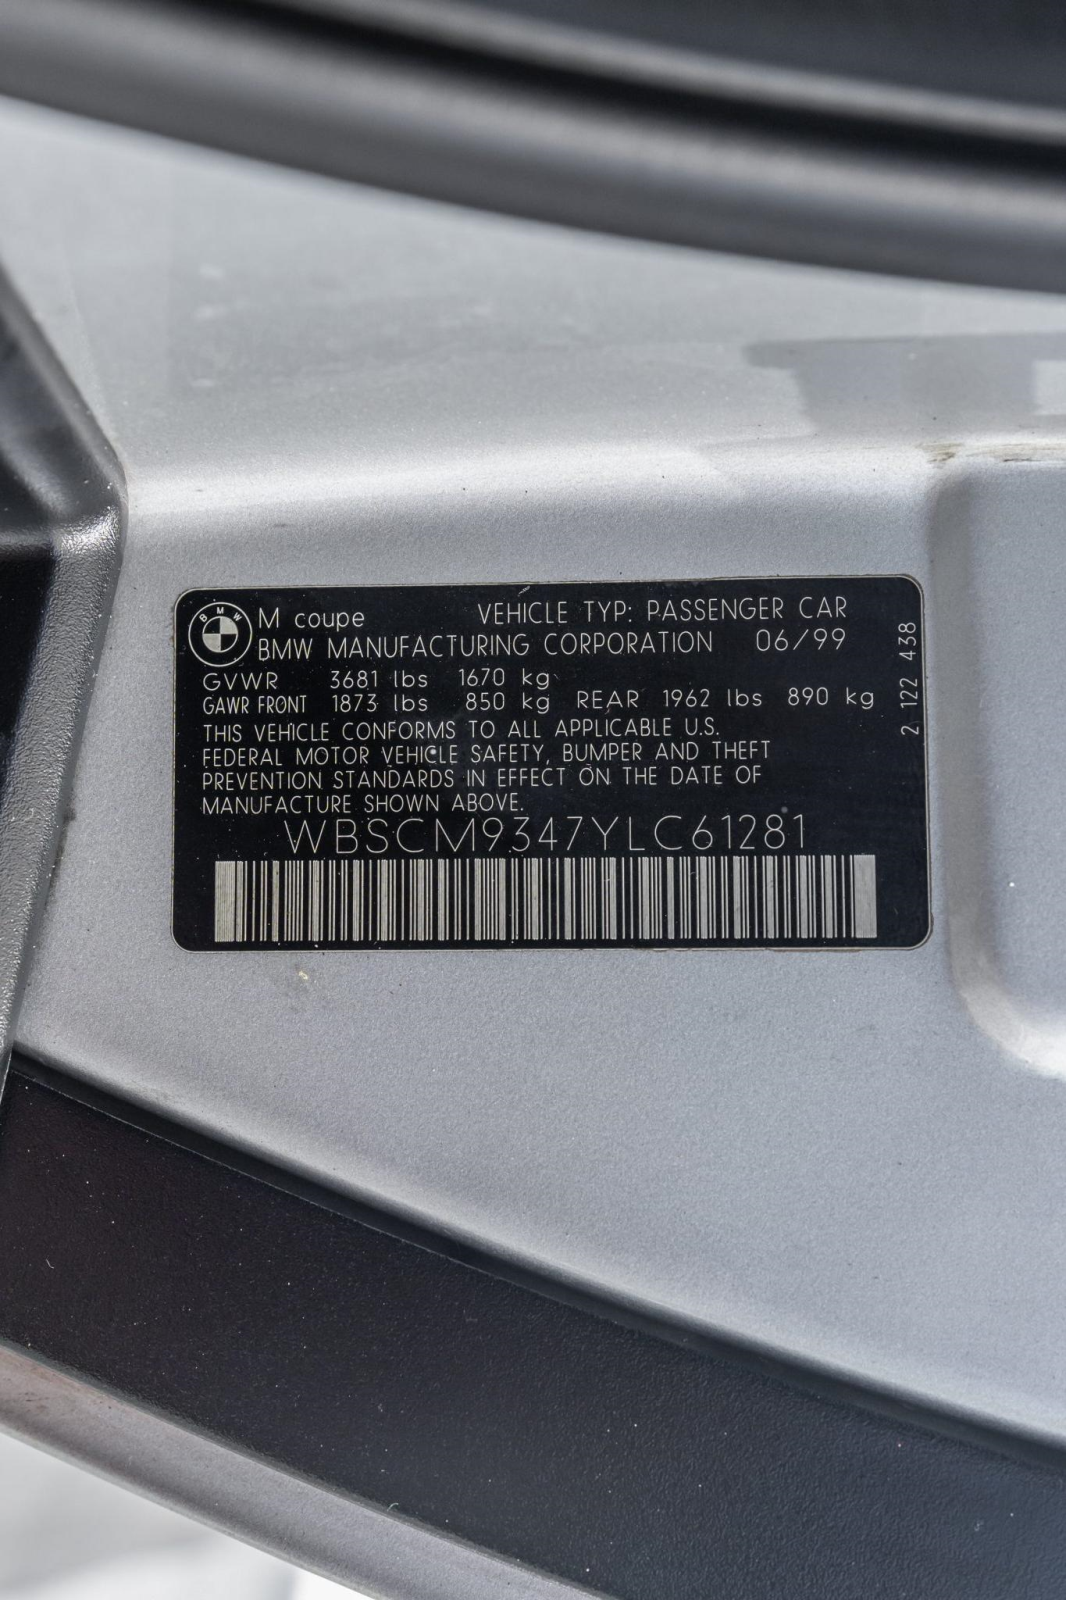 BMW
M coupe VEHICLE TYP: PASSENGER CAR
BMW MANUFACTURING CORPORATION 06/99
GVWR 3681 lbs 1670 kg
GAWR FRONT 1873 lbs 850 kg REAR 1962 lbs 890 kg
THIS VEHICLE CONFORMS TO ALL APPLICABLE U.S.
FEDERAL MOTOR VEHICLE SAFETY, BUMPER AND THEFT
PREVENTION STANDARDS IN EFFECT ON THE DATE OF
MANUFACTURE SHOWN ABOVE.
WBSCM9347YLC61281
2 122 438